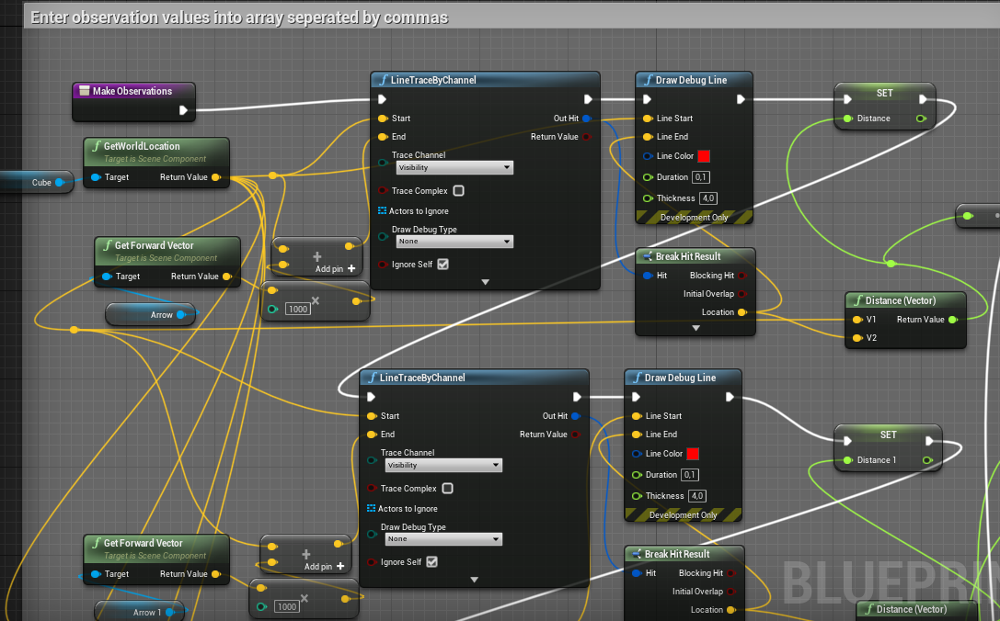 Enter observation values into array seperated by commas
Make Observations
GetWorldLocation
Target is Scene Component
Target
Return Value
Cube
Get Forward Vector
Target is Scene Component
Target
Return Value
Arrow
+
Add pin +
1000
×
LineTraceByChannel
Start
End
Out Hit
Return Value
Trace Channel
Visibility
Trace Complex
Actors to Ignore
Draw Debug Type
None
Ignore Self
Draw Debug Line
Line Start
Line End
Line Color
Duration
0,1
Thickness
4,0
Development Only
SET
Distance
Break Hit Result
Hit
Blocking Hit
Initial Overlap
Location
Distance (Vector)
V1
Return Value
V2
LineTraceByChannel
Start
End
Out Hit
Return Value
Trace Channel
Visibility
Trace Complex
Actors to Ignore
Draw Debug Type
None
Ignore Self
Draw Debug Line
Line Start
Line End
Line Color
Duration
0,1
Thickness
4,0
Development Only
SET
Distance 1
Get Forward Vector
Target is Scene Component
Target
Return Value
Arrow 1
+
Add pin +
1000
×
Break Hit Result
Hit
Blocking Hit
Initial Overlap
Location
Distance (Vector)
BLUEPRIN